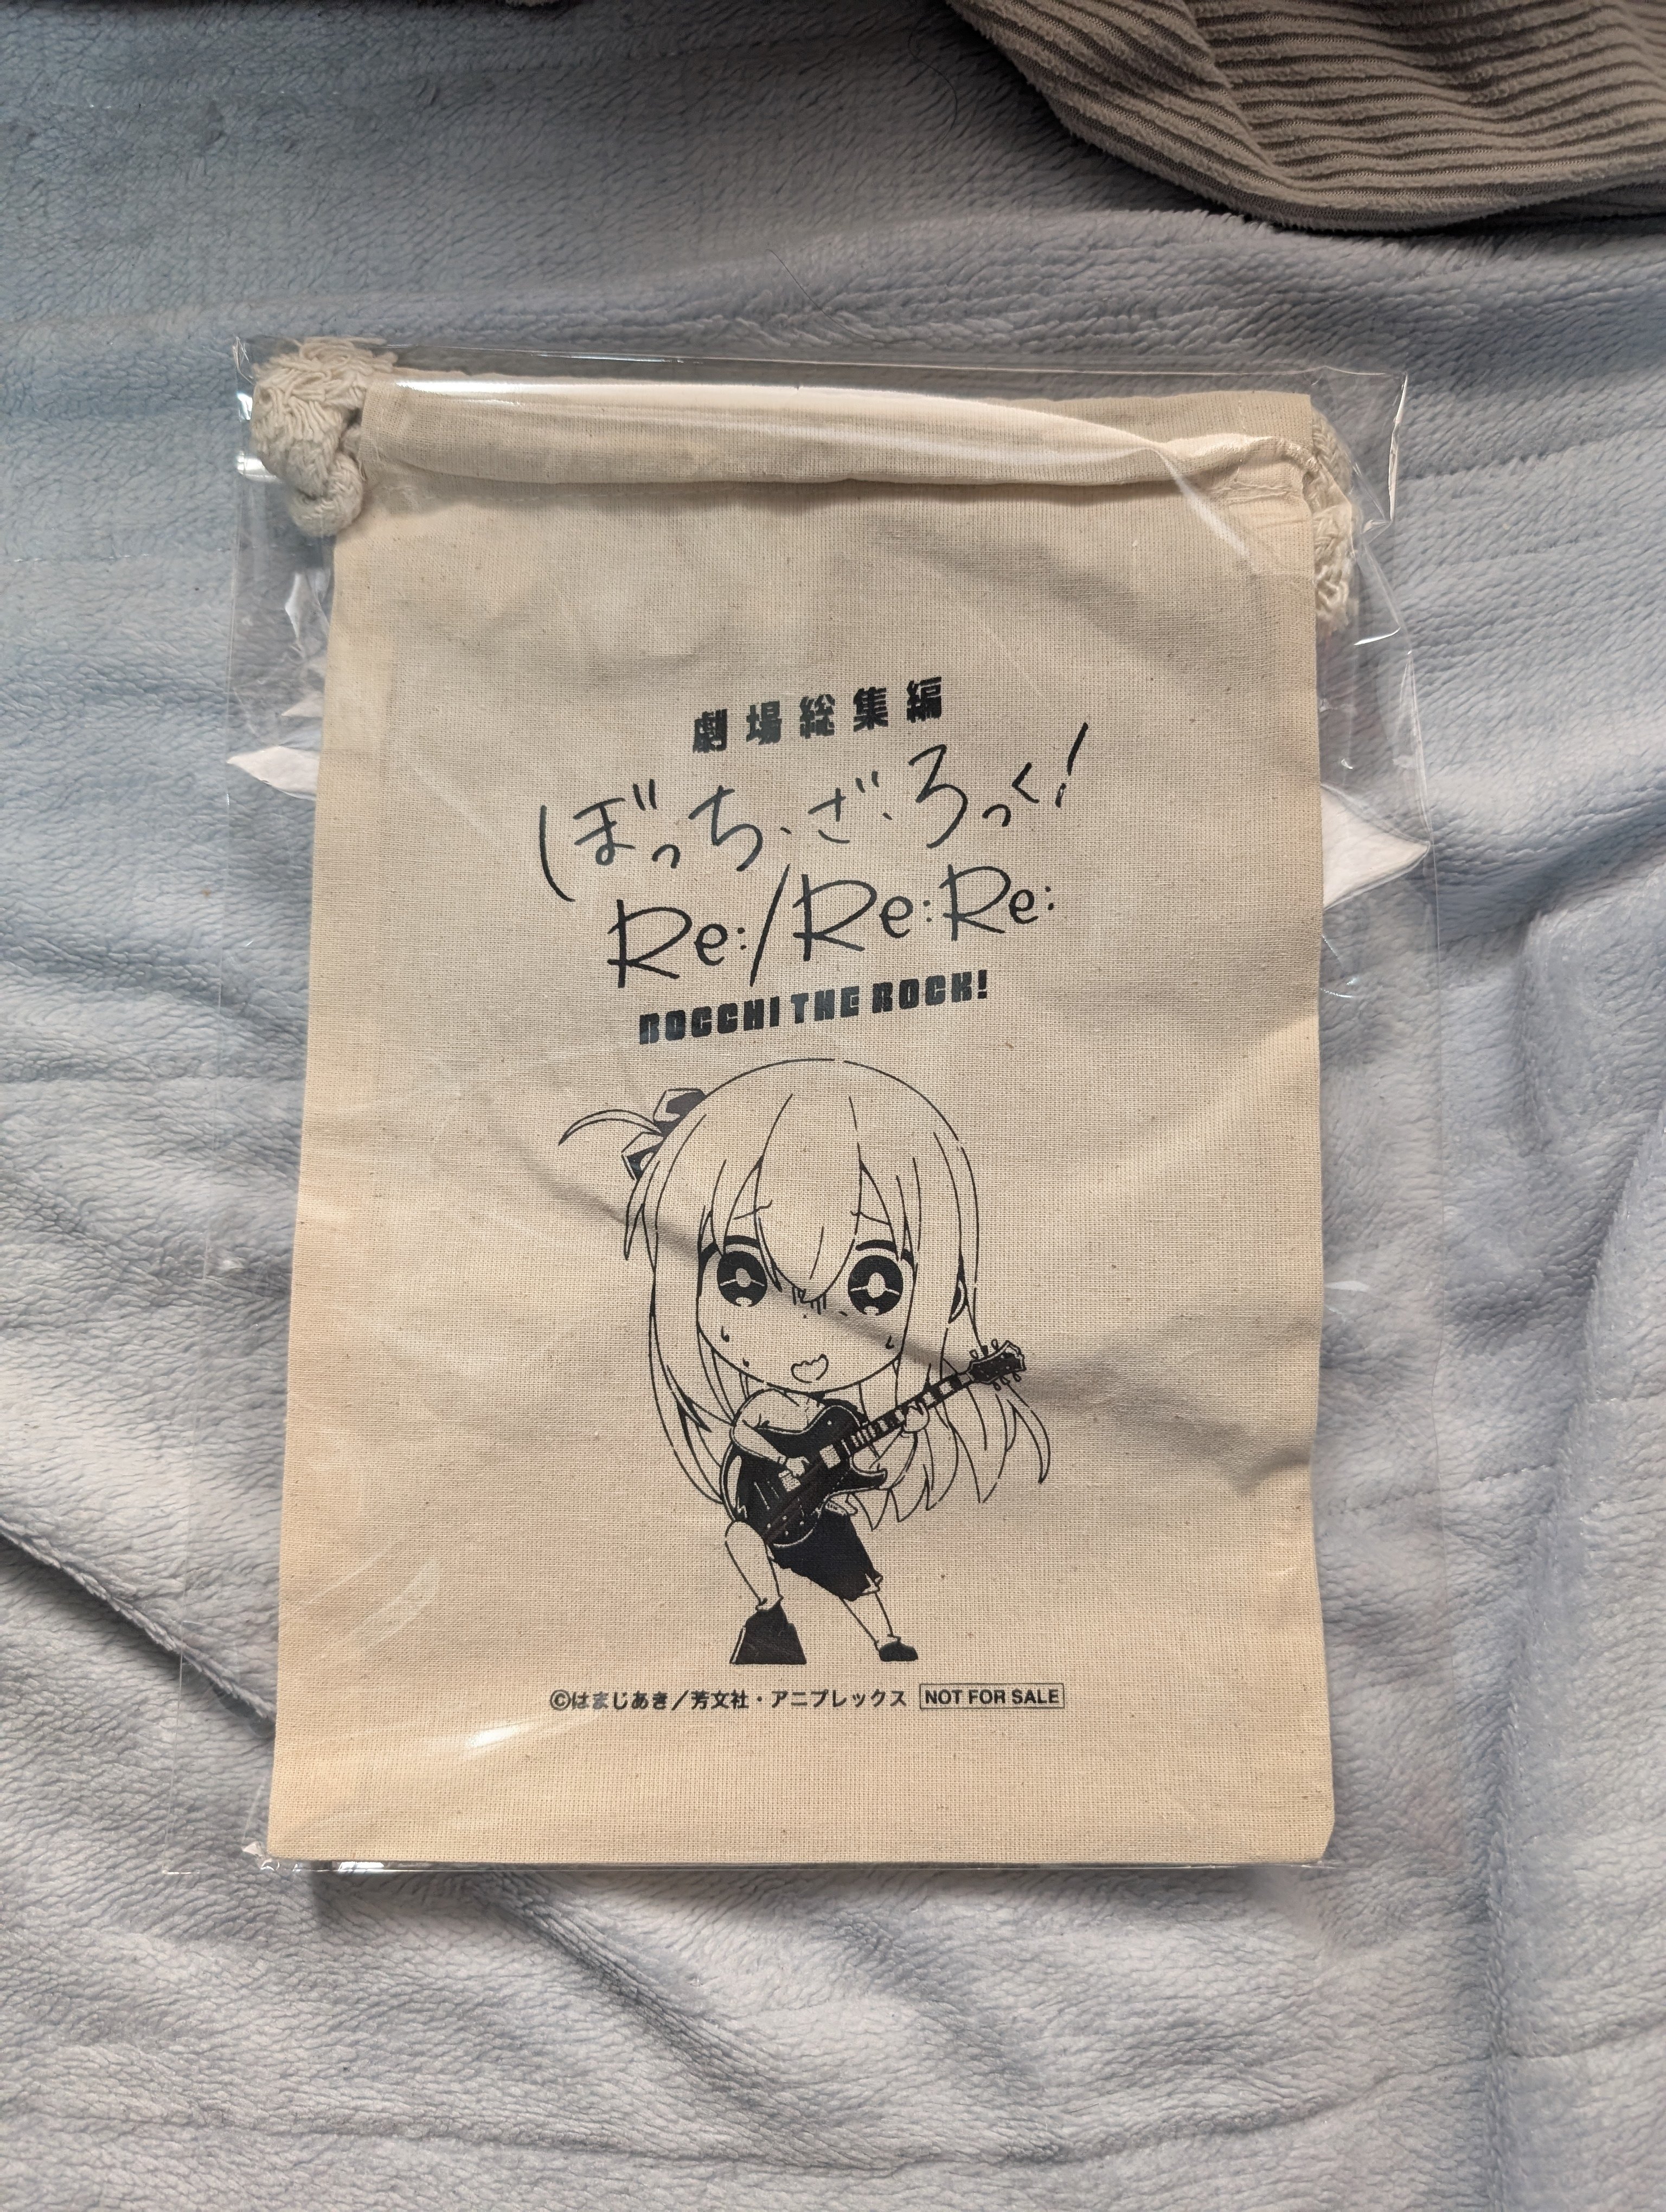 劇場総集編
ぼっち・ざ・ろっく!
Re:/Re:Re:
BOCCHI THE ROCK!
©はまじあき/芳文社・アニプレックス NOT FOR SALE